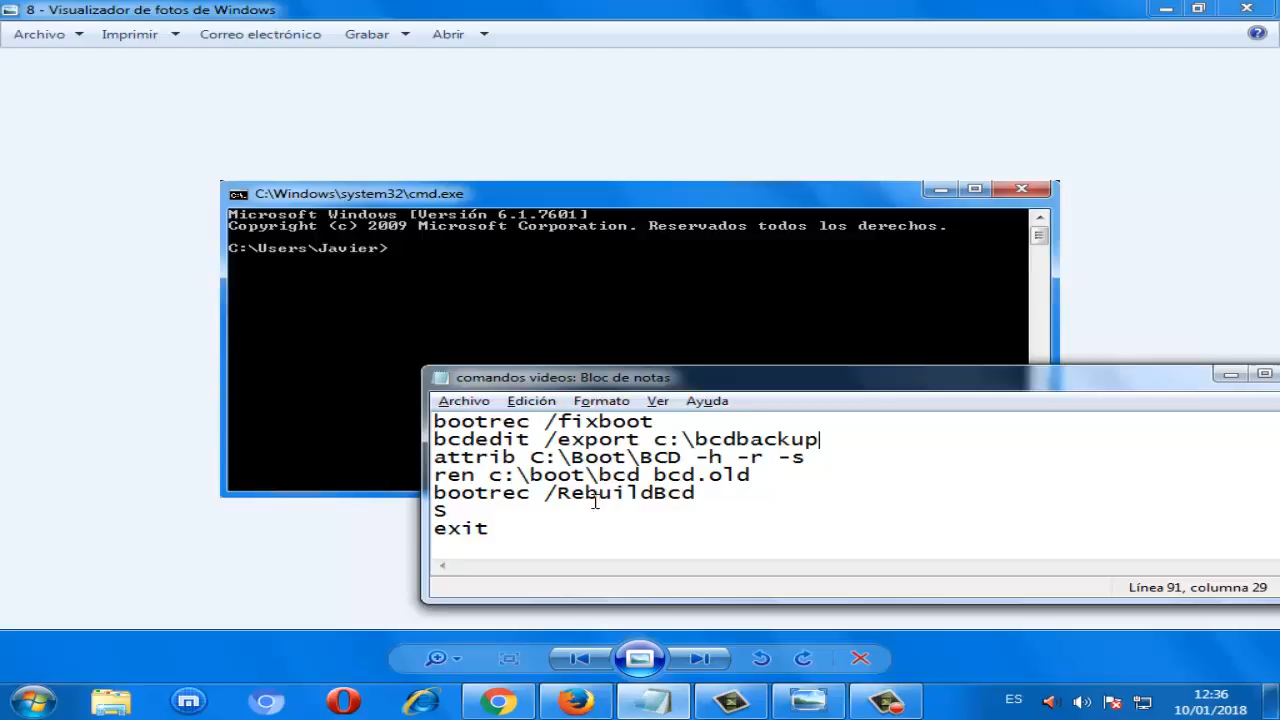 8 - Visualizador de fotos de Windows
Archivo Imprimir Correo electrónico Grabar Abrir
C:\Windows\system32\cmd.exe
Microsoft Windows [Versión 6.1.7601]
Copyright (c) 2009 Microsoft Corporation. Reservados todos los derechos.
C:\Users\Javier>
comandos videos: Bloc de notas
Archivo Edición Formato Ver Ayuda
bootrec /fixboot
bcdedit /export c:\bcdbackup
attrib C:\Boot\BCD -h -r -s
ren c:\boot\bcd bcd.old
bootrec /RebuildBcd
S
exit
Línea 91, columna 29
ES
12:36
10/01/2018